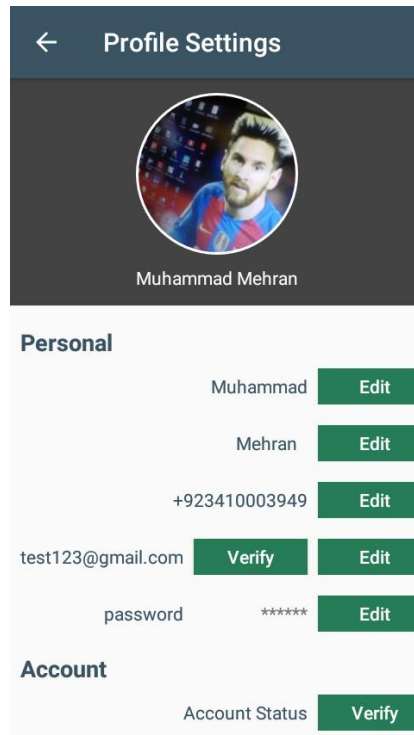 Profile Settings
Muhammad Mehran
Personal
Muhammad Edit
Mehran Edit
+923410003949 Edit
test123@gmail.com Verify Edit
password ****** Edit
Account
Account Status Verify